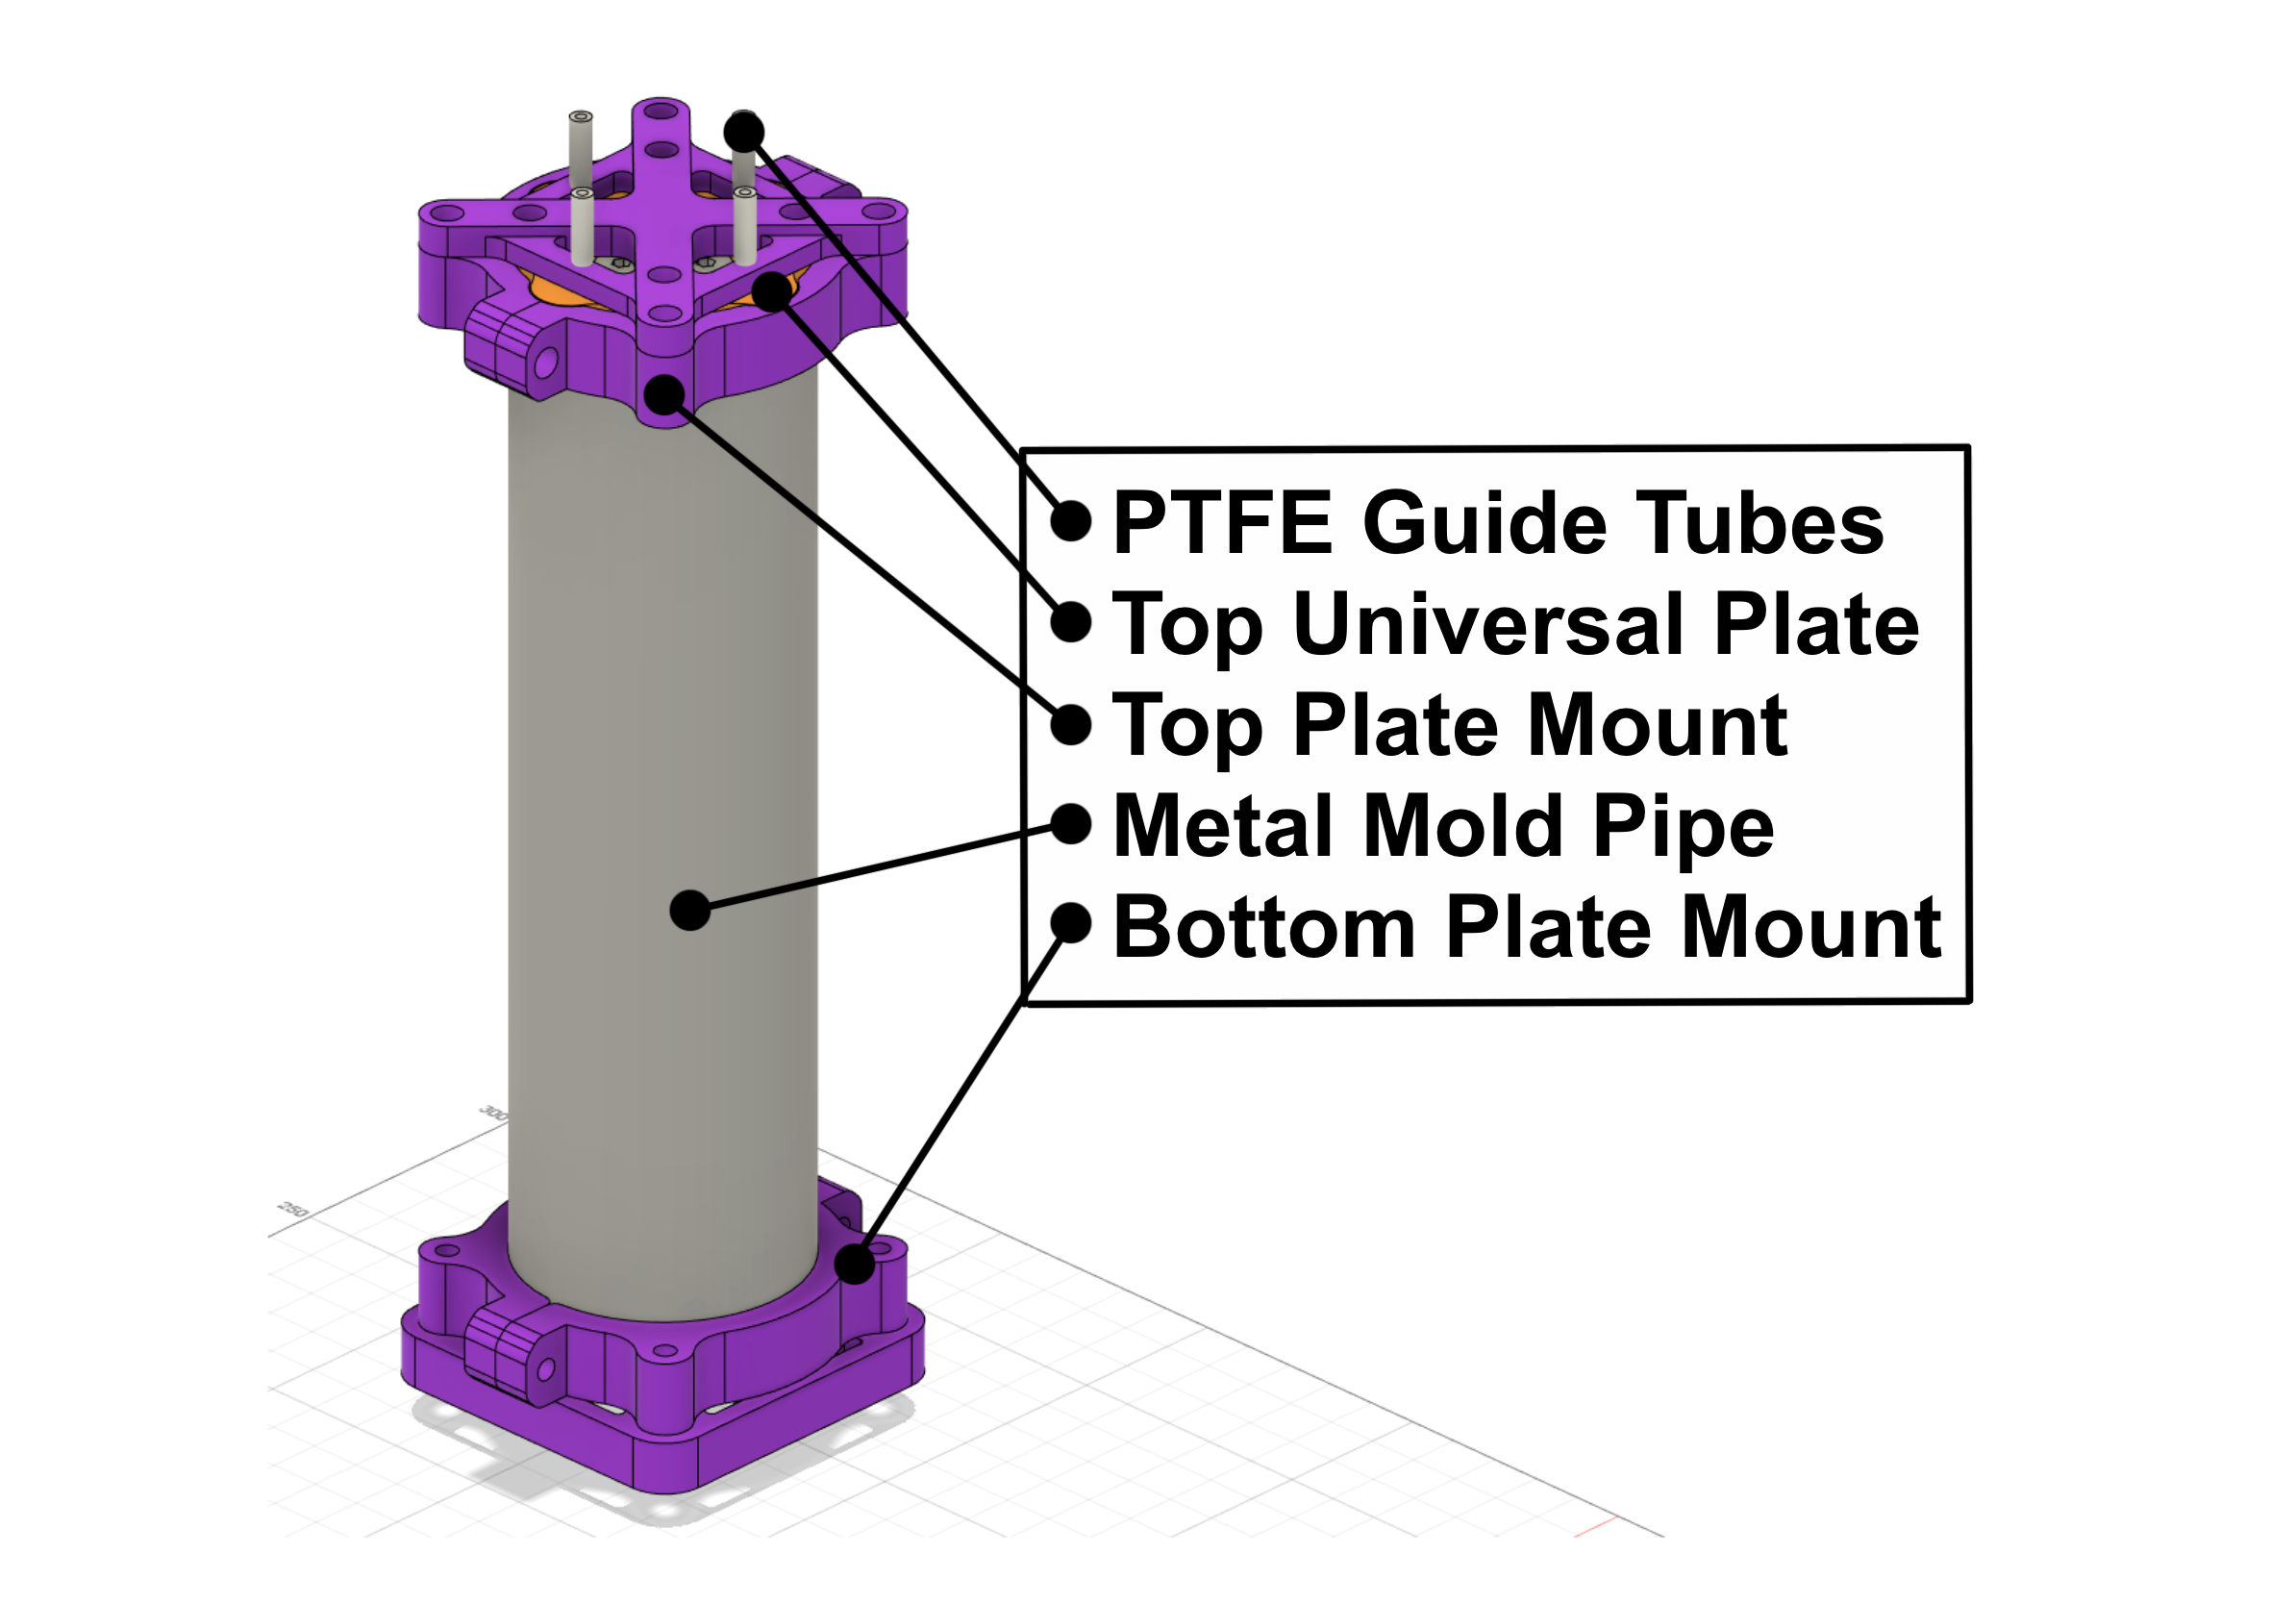 PTFE Guide Tubes
Top Universal Plate
Top Plate Mount
Metal Mold Pipe
Bottom Plate Mount
300
250